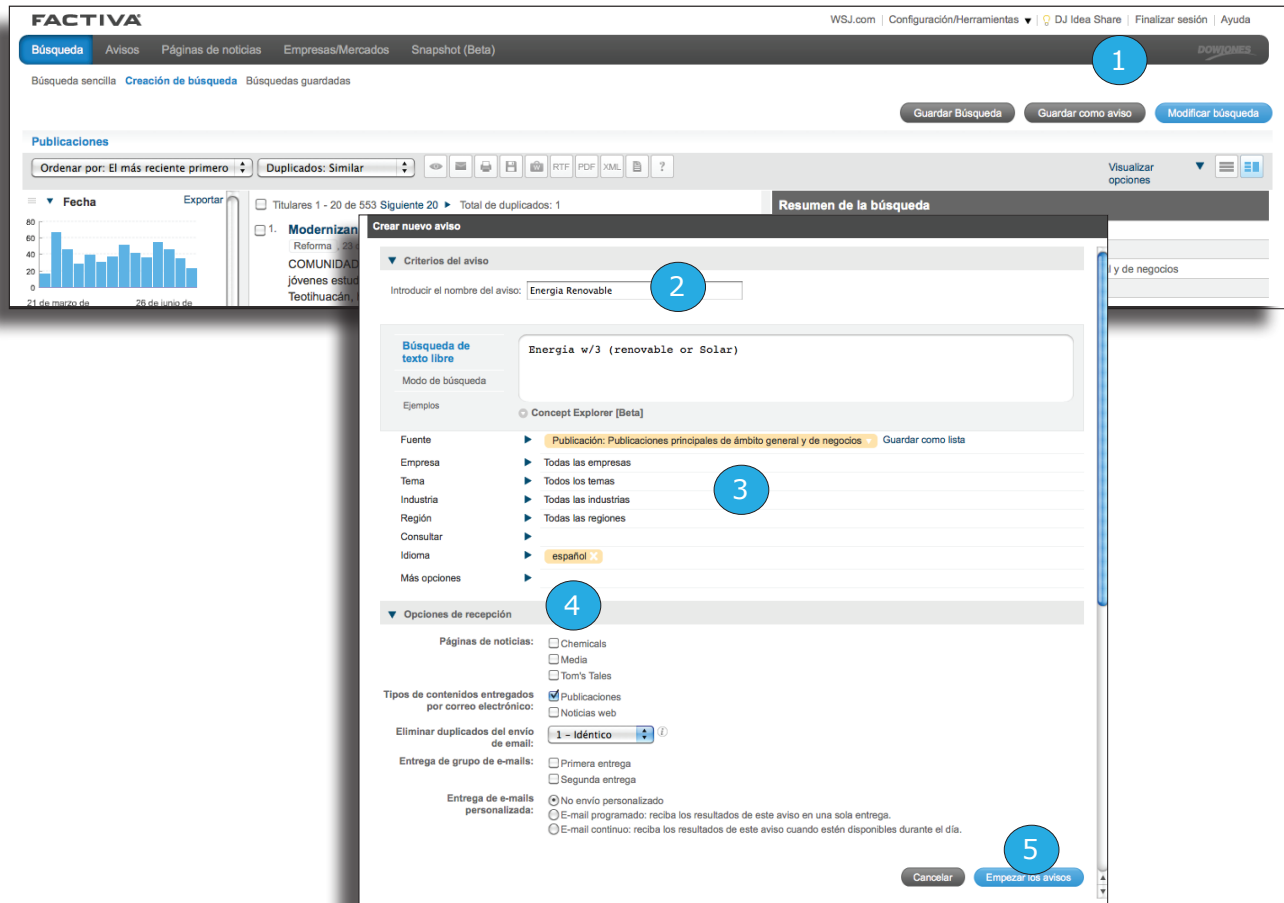 FACTIVA
WSJ.com | Configuración/Herramientas ▼ | DJ Idea Share | Finalizar sesión | Ayuda
Búsqueda Avisos Páginas de noticias Empresas/Mercados Snapshot (Beta)
DOWJONES
1
Búsqueda sencilla Creación de búsqueda Búsquedas guardadas
Guardar Búsqueda Guardar como aviso Modificar búsqueda
Publicaciones
Ordenar por: El más reciente primero Duplicados: Similar W RTF PDF XML ?
Visualizar
opciones
Fecha Exportar
80
60
40
20
0
21 de marzo de 26 de junio de
Titulares 1 - 20 de 553 Siguiente 20 ► Total de duplicados: 1
1. Modernizan
Reforma , 23
COMUNIDAD
jóvenes estud
Teotihuacán,
Resumen de la búsqueda
l y de negocios
Crear nuevo aviso
▼ Criterios del aviso
Introducir el nombre del aviso: Energia Renovable
2
Búsqueda de
texto libre
Energia w/3 (renovable or Solar)
Modo de búsqueda
Ejemplos
Concept Explorer [Beta]
Fuente ► Publicación: Publicaciones principales de ámbito general y de negocios Guardar como lista
Empresa ► Todas las empresas
Tema ► Todos los temas
3
Industria ► Todas las industrias
Región ► Todas las regiones
Consultar ►
Idioma ► español X
Más opciones ►
4
▼ Opciones de recepción
Páginas de noticias: Chemicals
Media
Tom's Tales
Tipos de contenidos entregados
por correo electrónico:
Publicaciones
Noticias web
Eliminar duplicados del envío
de email:
1 - Idéntico i
Entrega de grupo de e-mails: Primera entrega
Segunda entrega
Entrega de e-mails
personalizada:
No envío personalizado
E-mail programado: reciba los resultados de este aviso en una sola entrega.
E-mail continuo: reciba los resultados de este aviso cuando estén disponibles durante el día.
5
Cancelar Empezar los avisos